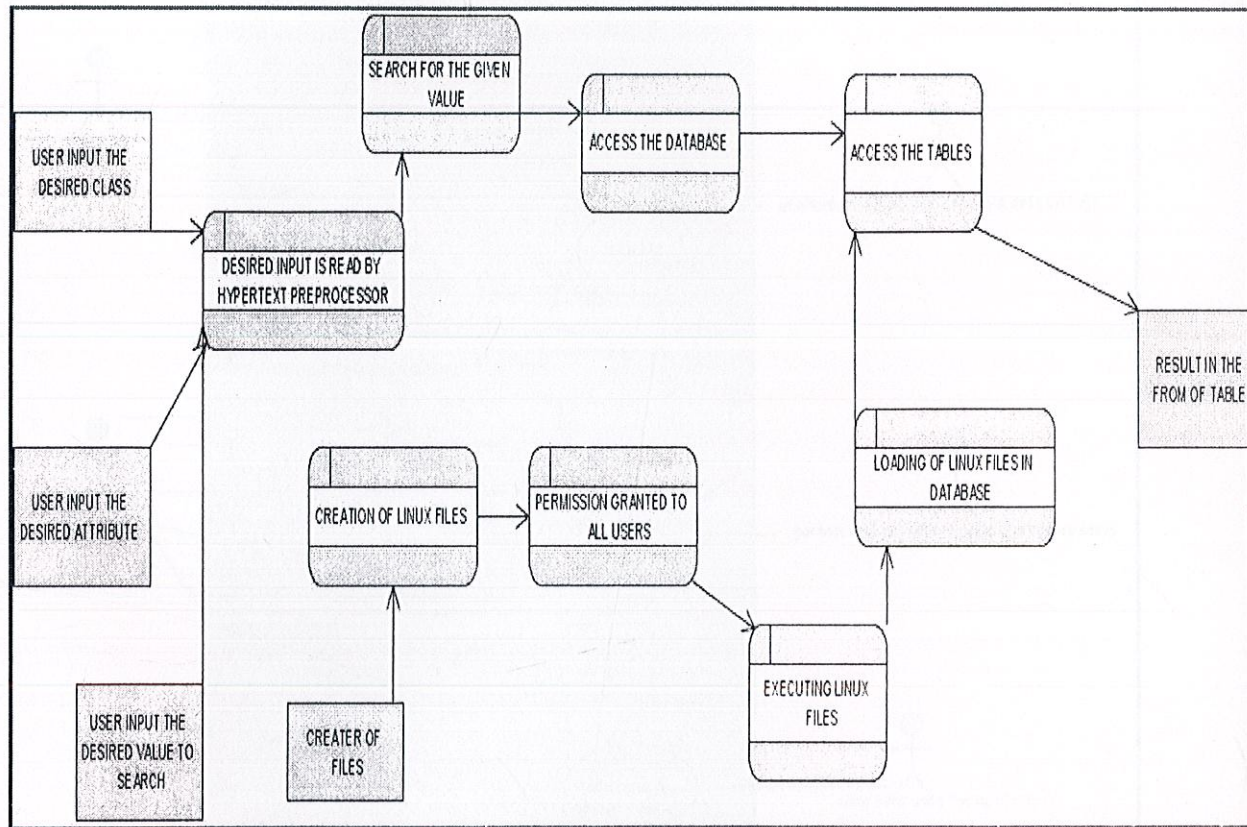 SEARCH FOR THE GIVEN
VALUE
ACCESS THE DATABASE
ACCESS THE TABLES
USER INPUT THE
DESIRED CLASS
DESIRED INPUT IS READ BY
HYPERTEXT PREPROCESSOR
RESULT IN THE
FROM OF TABLE
USER INPUT THE
DESIRED ATTRIBUTE
CREATION OF LINUX FILES
PERMISSION GRANTED TO
ALL USERS
LOADING OF LINUX FILES IN
DATABASE
USER INPUT THE
DESIRED VALUE TO
SEARCH
CREATER OF
FILES
EXECUTING LINUX
FILES